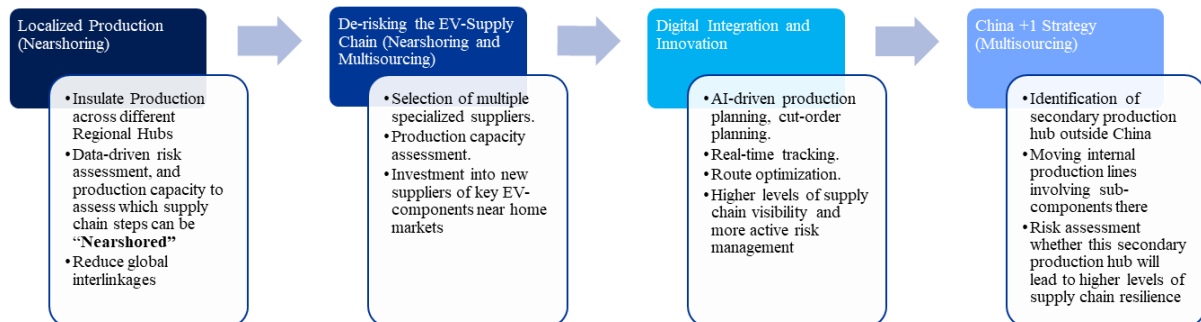 Localized Production
(Nearshoring)
•Insulate Production
across different
Regional Hubs
•Data-driven risk
assessment, and
production capacity to
assess which supply
chain steps can be
“Nearshored”
•Reduce global
interlinkages
De-risking the EV-Supply
Chain (Nearshoring and
Multisourcing)
•Selection of multiple
specialized suppliers.
•Production capacity
assessment.
•Investment into new
suppliers of key EV-
components near home
markets
Digital Integration and
Innovation
•AI-driven production
planning, cut-order
planning.
•Real-time tracking.
•Route optimization.
•Higher levels of supply
chain visibility and
more active risk
management
China +1 Strategy
(Multisourcing)
•Identification of
secondary production
hub outside China
•Moving internal
production lines
involving sub-
components there
•Risk assessment
whether this secondary
production hub will
lead to higher levels of
supply chain resilience